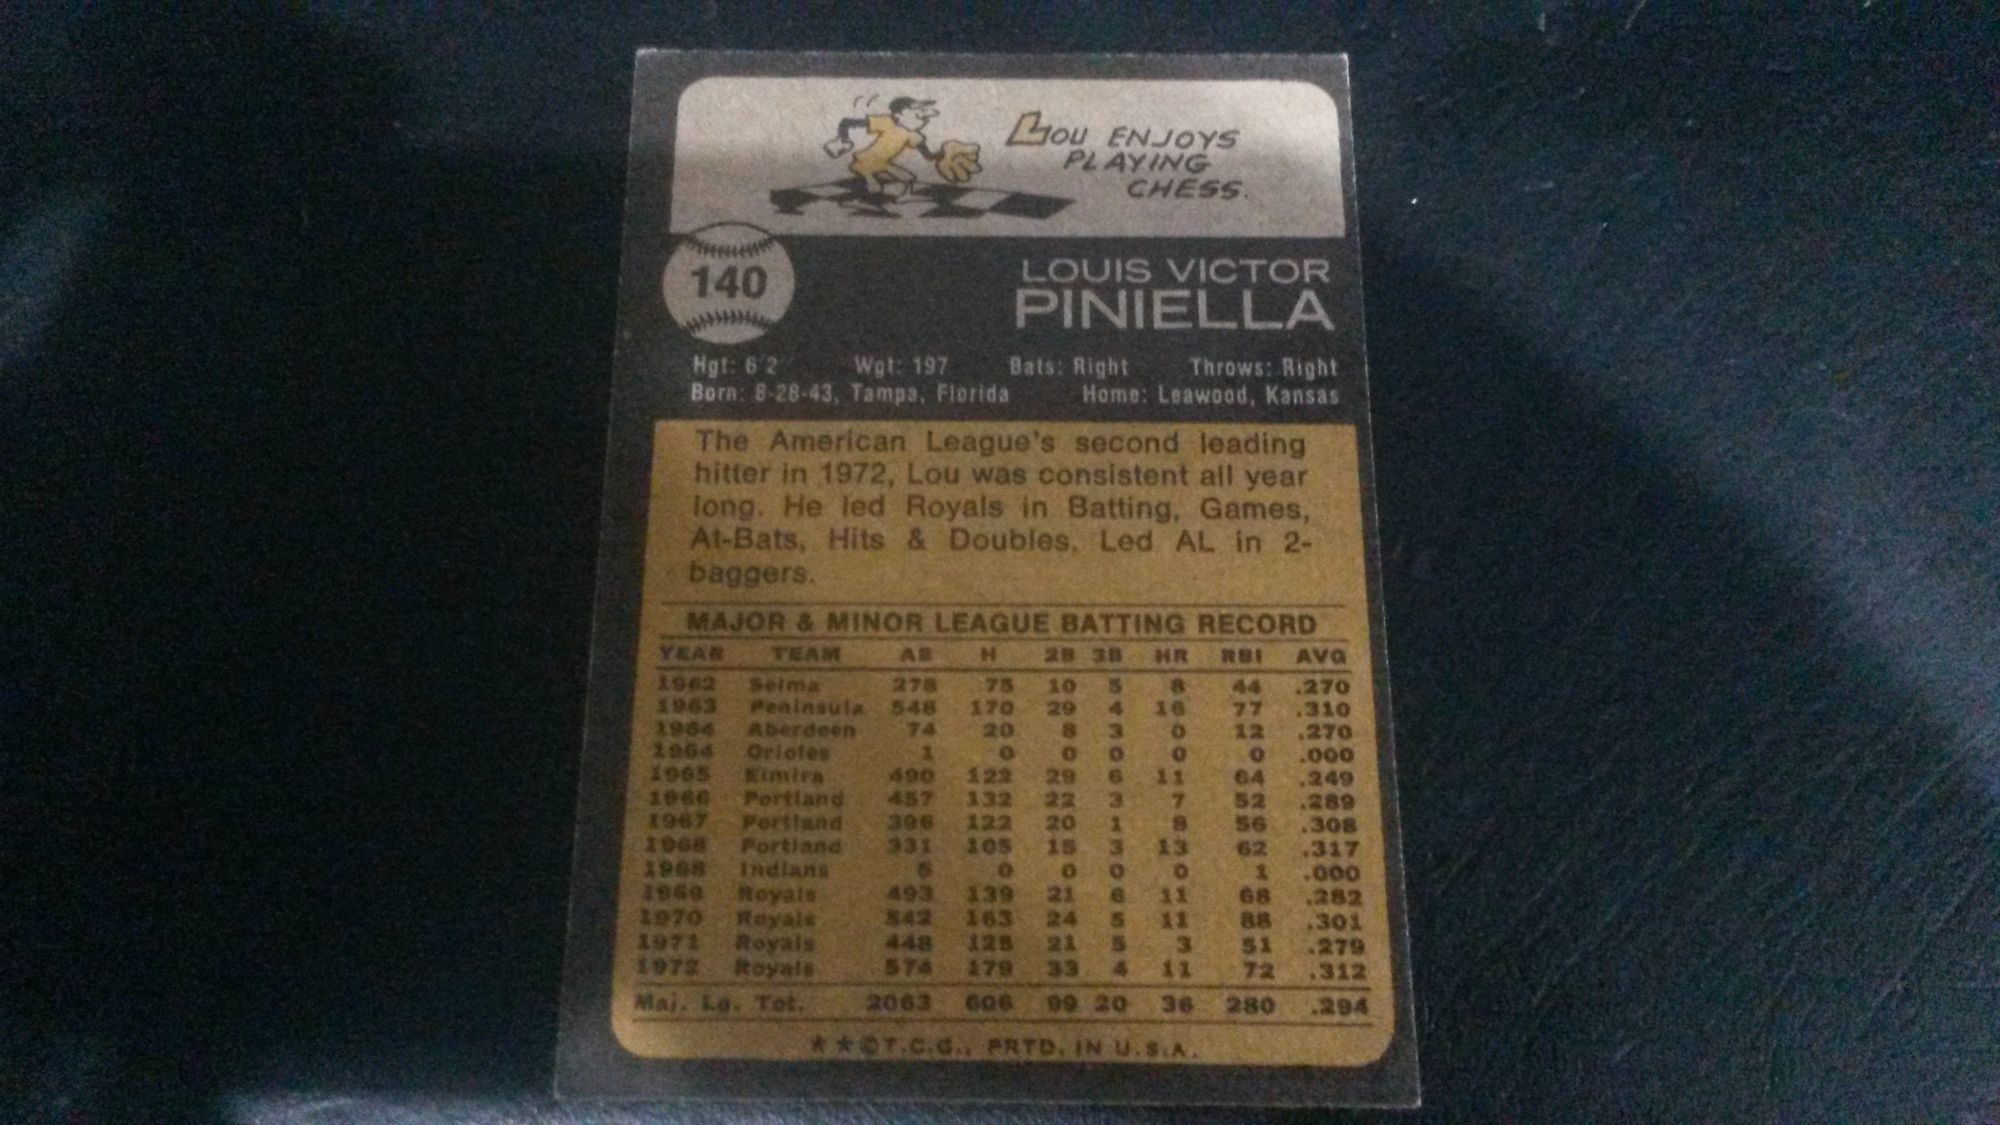 LOU ENJOYS
PLAYING
CHESS.
140
LOUIS VICTOR
PINIELLA
Hgt: 6'2" Wgt: 197 Bats: Right Throws: Right
Born: 8-28-43, Tampa, Florida Home: Leawood, Kansas
The American League's second leading
hitter in 1972, Lou was consistent all year
long. He led Royals in Batting, Games,
At-Bats, Hits & Doubles. Led AL in 2-
baggers.
MAJOR & MINOR LEAGUE BATTING RECORD
YEAR TEAM AB H 2B 3B HR RBI AVG
1962 Selma 278 75 10 5 8 44 .270
1963 Peninsula 548 170 29 4 16 77 .310
1964 Aberdeen 74 20 8 3 0 12 .270
1964 Orioles 1 0 0 0 0 0 .000
1965 Elmira 490 122 29 6 11 64 .249
1966 Portland 457 132 22 3 7 52 .289
1967 Portland 396 122 20 1 8 56 .308
1968 Portland 331 105 15 3 13 62 .317
1968 Indians 5 0 0 0 0 1 .000
1969 Royals 493 139 21 6 11 68 .282
1970 Royals 542 163 24 5 11 88 .301
1971 Royals 448 125 21 5 3 51 .279
1972 Royals 574 179 33 4 11 72 .312
Maj. Lg. Tot. 2063 606 99 20 36 280 .294
★★©T.C.G., PRTD. IN U.S.A.